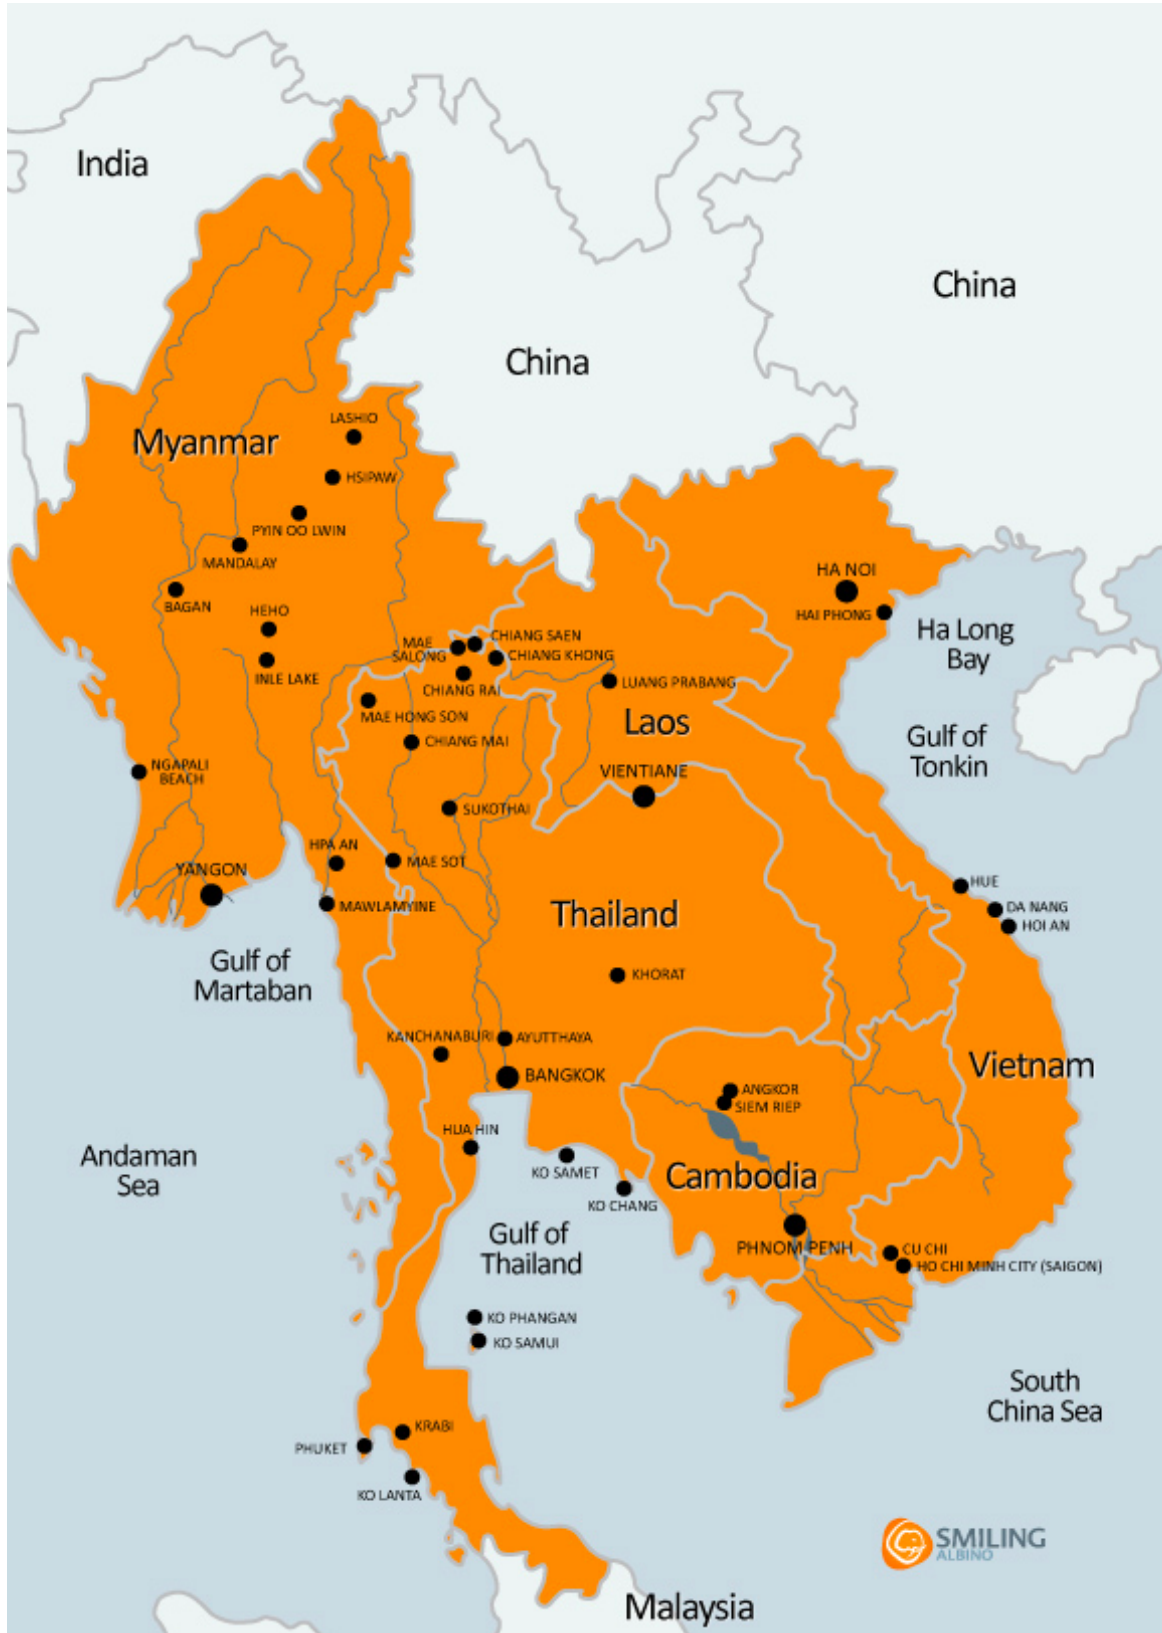 India
China
China
LASHIO
Myanmar
HSIPAW
PYIN OO LWIN
MANDALAY
HA NOI
BAGAN
HEHO
HAI PHONG
Ha Long
Bay
MAE
SALONG
CHIANG SAEN
CHIANG KHONG
INLE LAKE
CHIANG RAI
LUANG PRABANG
MAE HONG SON
Laos
CHIANG MAI
Gulf of
Tonkin
NGAPALI
BEACH
VIENTIANE
SUKOTHAI
HPA AN
YANGON
MAE SOT
HUE
MAWLAMYINE
Thailand
DA NANG
HOI AN
Gulf of
Martaban
KHORAT
KANCHANABURI
AYUTTHAYA
Vietnam
BANGKOK
ANGKOR
SIEM RIEP
HUA HIN
Andaman
Sea
KO SAMET
Cambodia
KO CHANG
Gulf of
Thailand
PHNOM PENH
CU CHI
HO CHI MINH CITY (SAIGON)
KO PHANGAN
KO SAMUI
South
China Sea
KRABI
PHUKET
KO LANTA
SMILING
ALBINO
Malaysia